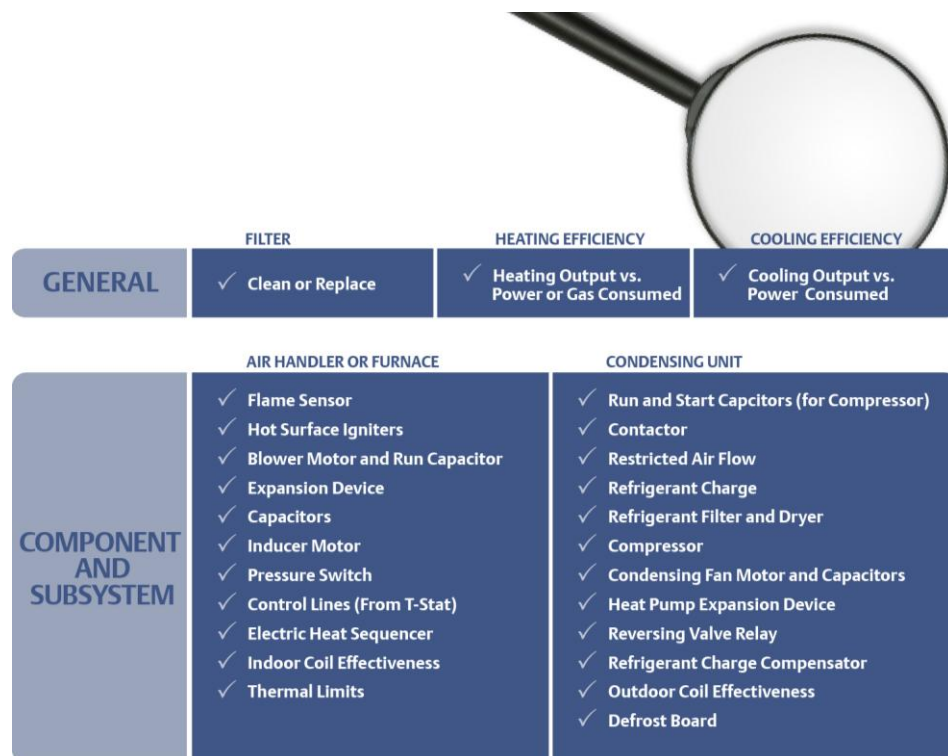 FILTER
HEATING EFFICIENCY
COOLING EFFICIENCY
GENERAL
✓ Clean or Replace
✓ Heating Output vs.
Power or Gas Consumed
✓ Cooling Output vs.
Power Consumed
AIR HANDLER OR FURNACE
CONDENSING UNIT
COMPONENT
AND
SUBSYSTEM
✓ Flame Sensor
✓ Hot Surface Igniters
✓ Blower Motor and Run Capacitor
✓ Expansion Device
✓ Capacitors
✓ Inducer Motor
✓ Pressure Switch
✓ Control Lines (From T-Stat)
✓ Electric Heat Sequencer
✓ Indoor Coil Effectiveness
✓ Thermal Limits
✓ Run and Start Capcitors (for Compressor)
✓ Contactor
✓ Restricted Air Flow
✓ Refrigerant Charge
✓ Refrigerant Filter and Dryer
✓ Compressor
✓ Condensing Fan Motor and Capacitors
✓ Heat Pump Expansion Device
✓ Reversing Valve Relay
✓ Refrigerant Charge Compensator
✓ Outdoor Coil Effectiveness
✓ Defrost Board